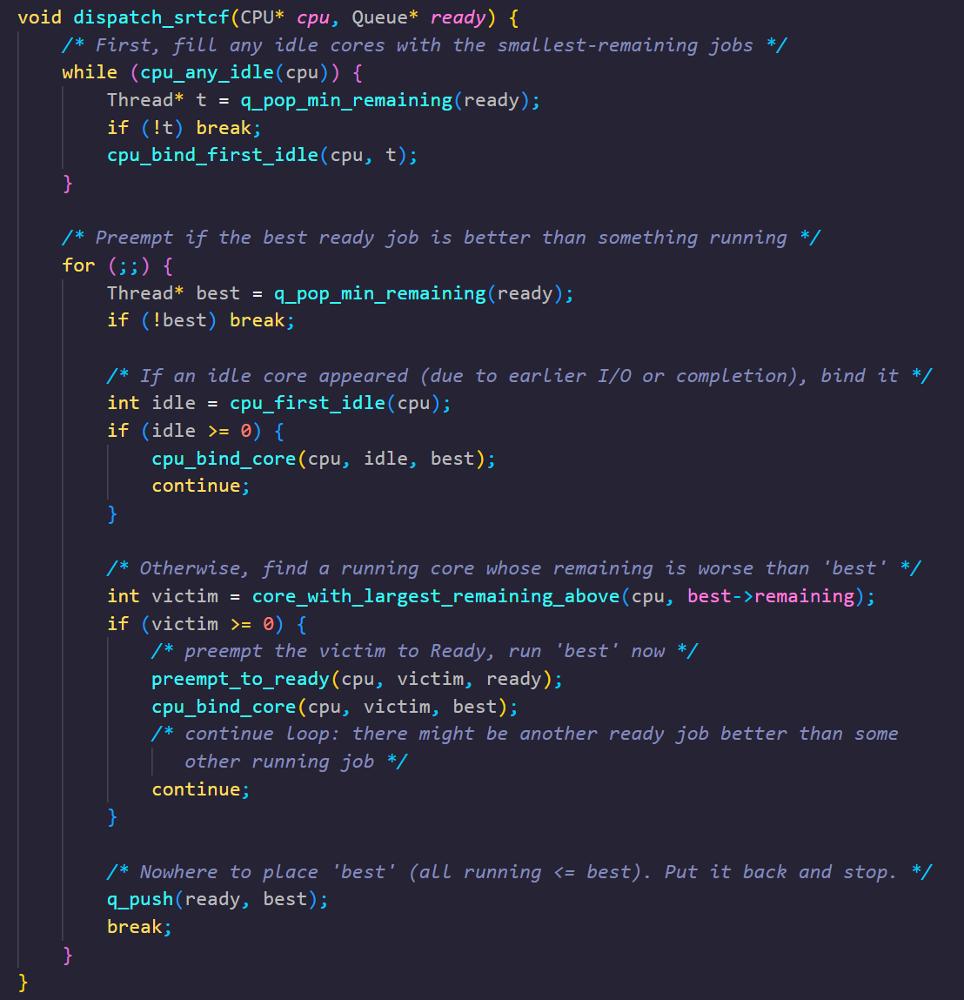 void dispatch_srtcf(CPU* cpu, Queue* ready) {
    /* First, fill any idle cores with the smallest-remaining jobs */
    while (cpu_any_idle(cpu)) {
        Thread* t = q_pop_min_remaining(ready);
        if (!t) break;
        cpu_bind_first_idle(cpu, t);
    }

    /* Preempt if the best ready job is better than something running */
    for (;;) {
        Thread* best = q_pop_min_remaining(ready);
        if (!best) break;

        /* If an idle core appeared (due to earlier I/O or completion), bind it */
        int idle = cpu_first_idle(cpu);
        if (idle >= 0) {
            cpu_bind_core(cpu, idle, best);
            continue;
        }

        /* Otherwise, find a running core whose remaining is worse than 'best' */
        int victim = core_with_largest_remaining_above(cpu, best->remaining);
        if (victim >= 0) {
            /* preempt the victim to Ready, run 'best' now */
            preempt_to_ready(cpu, victim, ready);
            cpu_bind_core(cpu, victim, best);
            /* continue loop: there might be another ready job better than some
               other running job */
            continue;
        }

        /* Nowhere to place 'best' (all running <= best). Put it back and stop. */
        q_push(ready, best);
        break;
    }
}